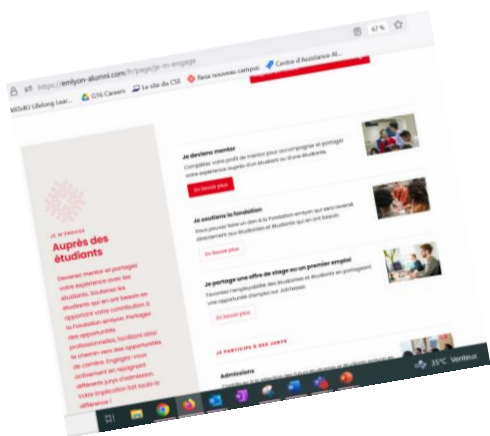 https://emlyon-alumni.com/fr/page/je-m-engage
67 %
G16 Careers
Le site du CSE
Resa nouveau campus
Centre d'Assistance AL...
JE M'ENGAGE
Auprès des
étudiants
Devenez mentor et partagez
votre expérience avec les
étudiants. Soutenez les
étudiants qui en ont besoin en
apportant votre contribution à
la Fondation emlyon. Partagez
des opportunités
professionnelles, facilitant ainsi
le chemin vers des opportunités
de carrière. Engagez-vous
activement en rejoignant
différents jurys d'admission.
Votre implication fait toute la
différence !
Je deviens mentor
Complétez votre profil de mentor pour accompagner et partager
votre expérience auprès d'un étudiant ou d'une étudiante.
En savoir plus
Je soutiens la fondation
Vous pouvez faire un don à la Fondation emlyon qui sera reversé
directement aux étudiantes et étudiants qui en ont besoin.
En savoir plus
Je partage une offre de stage ou un premier emploi
Favorisez l'employabilité des étudiantes et étudiants en partageant
une opportunité d'emploi sur JobTeaser.
En savoir plus
JE PARTICIPE À DES JURYS
Admissions
35°C Venteux